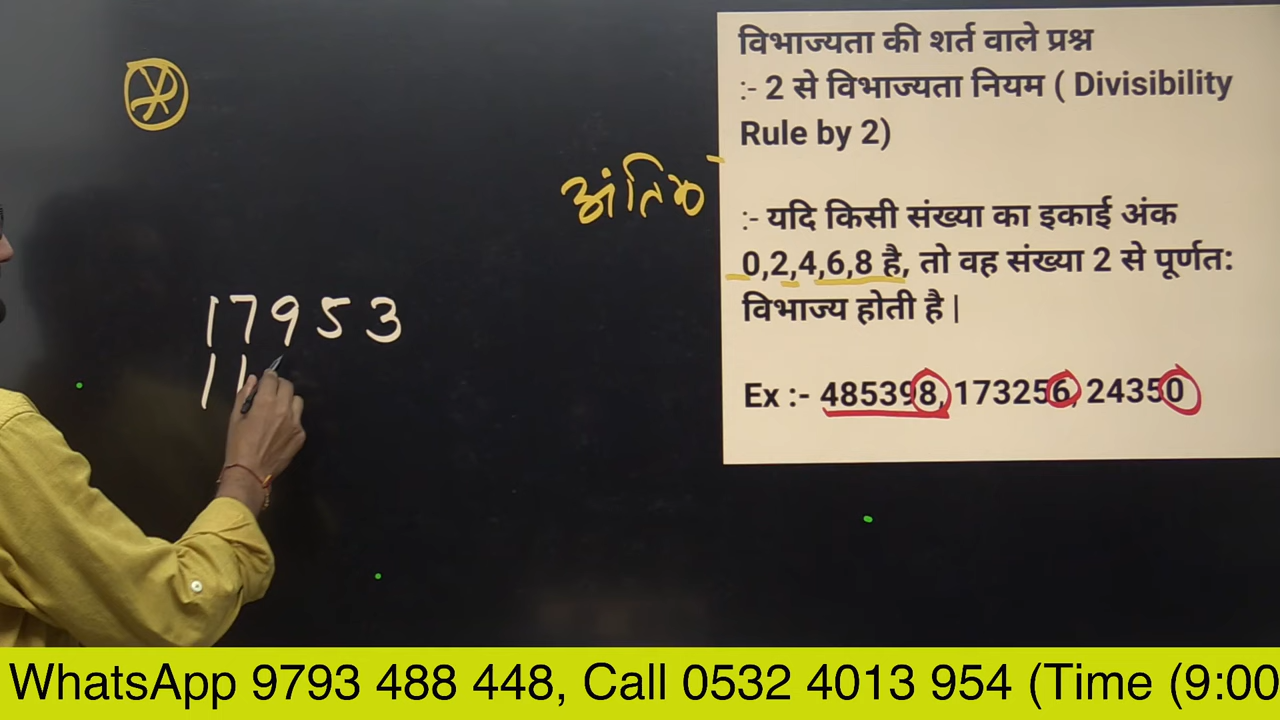 विभाज्यता की शर्त वाले प्रश्न
:- 2 से विभाज्यता नियम ( Divisibility
Rule by 2)
अंतिम
:- यदि किसी संख्या का इकाई अंक
0,2,4,6,8 है, तो वह संख्या 2 से पूर्णत:
विभाज्य होती है |
17953
11
Ex :- 485398, 173256, 24350
WhatsApp 9793 488 448, Call 0532 4013 954 (Time (9:00